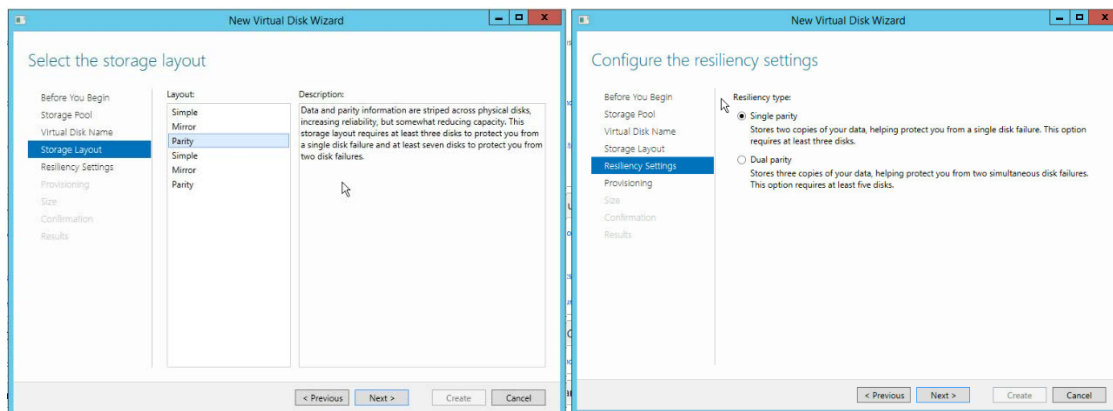 New Virtual Disk Wizard
Select the storage layout
Before You Begin
Storage Pool
Virtual Disk Name
Storage Layout
Resiliency Settings
Provisioning
Size
Confirmation
Results
Layout:
Simple
Mirror
Parity
Simple
Mirror
Parity
Description:
Data and parity information are striped across physical disks,
increasing reliability, but somewhat reducing capacity. This
storage layout requires at least three disks to protect you from
a single disk failure and at least seven disks to protect you from
two disk failures.
< Previous
Next >
Create
Cancel
New Virtual Disk Wizard
Configure the resiliency settings
Before You Begin
Storage Pool
Virtual Disk Name
Storage Layout
Resiliency Settings
Provisioning
Size
Confirmation
Results
Resiliency type:
Single parity
Stores two copies of your data, helping protect you from a single disk failure. This option
requires at least three disks.
Dual parity
Stores three copies of your data, helping protect you from two simultaneous disk failures.
This option requires at least five disks.
< Previous
Next >
Create
Cancel